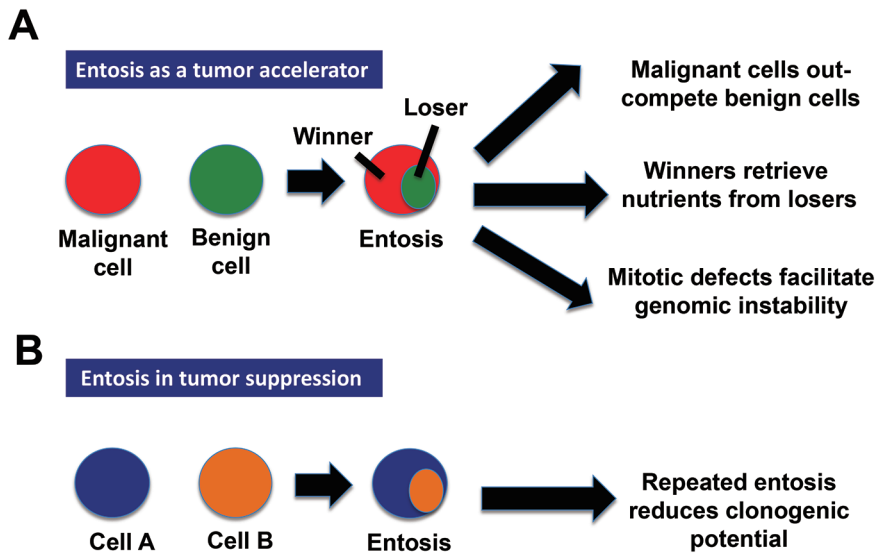 A
Entosis as a tumor accelerator
Malignant cells out-
compete benign cells
Loser
Winner
Winners retrieve
nutrients from losers
Malignant
cell
Benign
cell
Entosis
Mitotic defects facilitate
genomic instability
B
Entosis in tumor suppression
Repeated entosis
reduces clonogenic
potential
Cell A
Cell B
Entosis